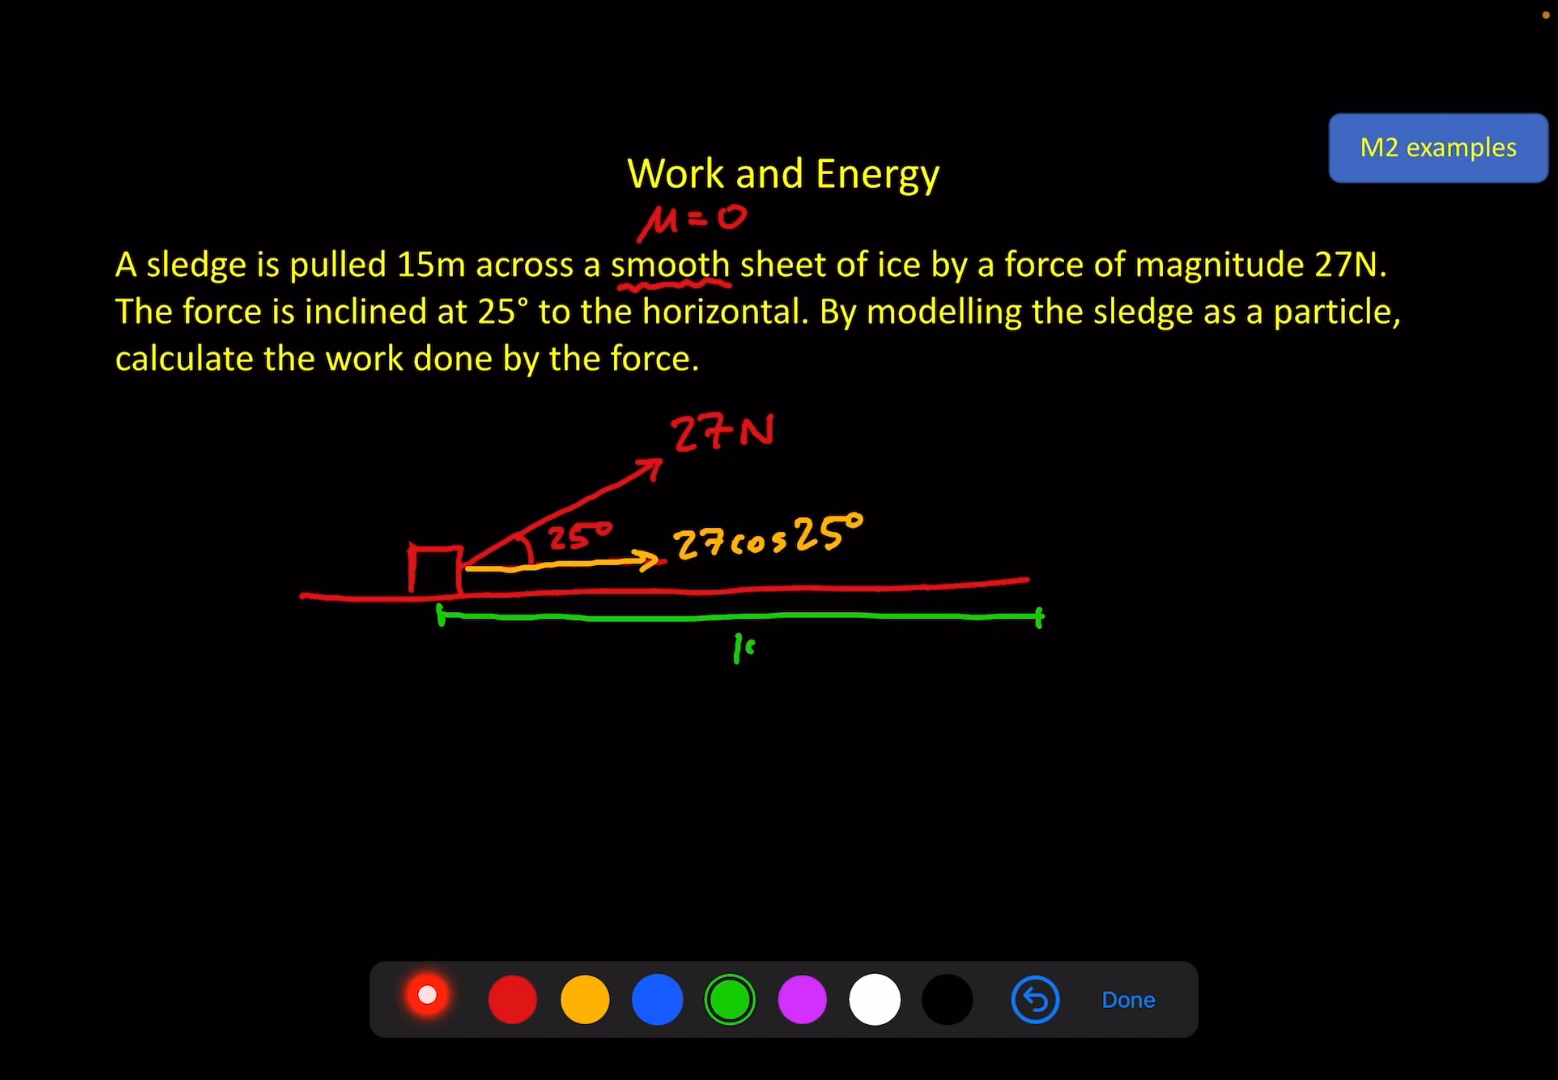 M2 examples
Work and Energy
μ=0
A sledge is pulled 15m across a smooth sheet of ice by a force of magnitude 27N.
The force is inclined at 25° to the horizontal. By modelling the sledge as a particle,
calculate the work done by the force.
27N
25°
27cos25°
1
Done